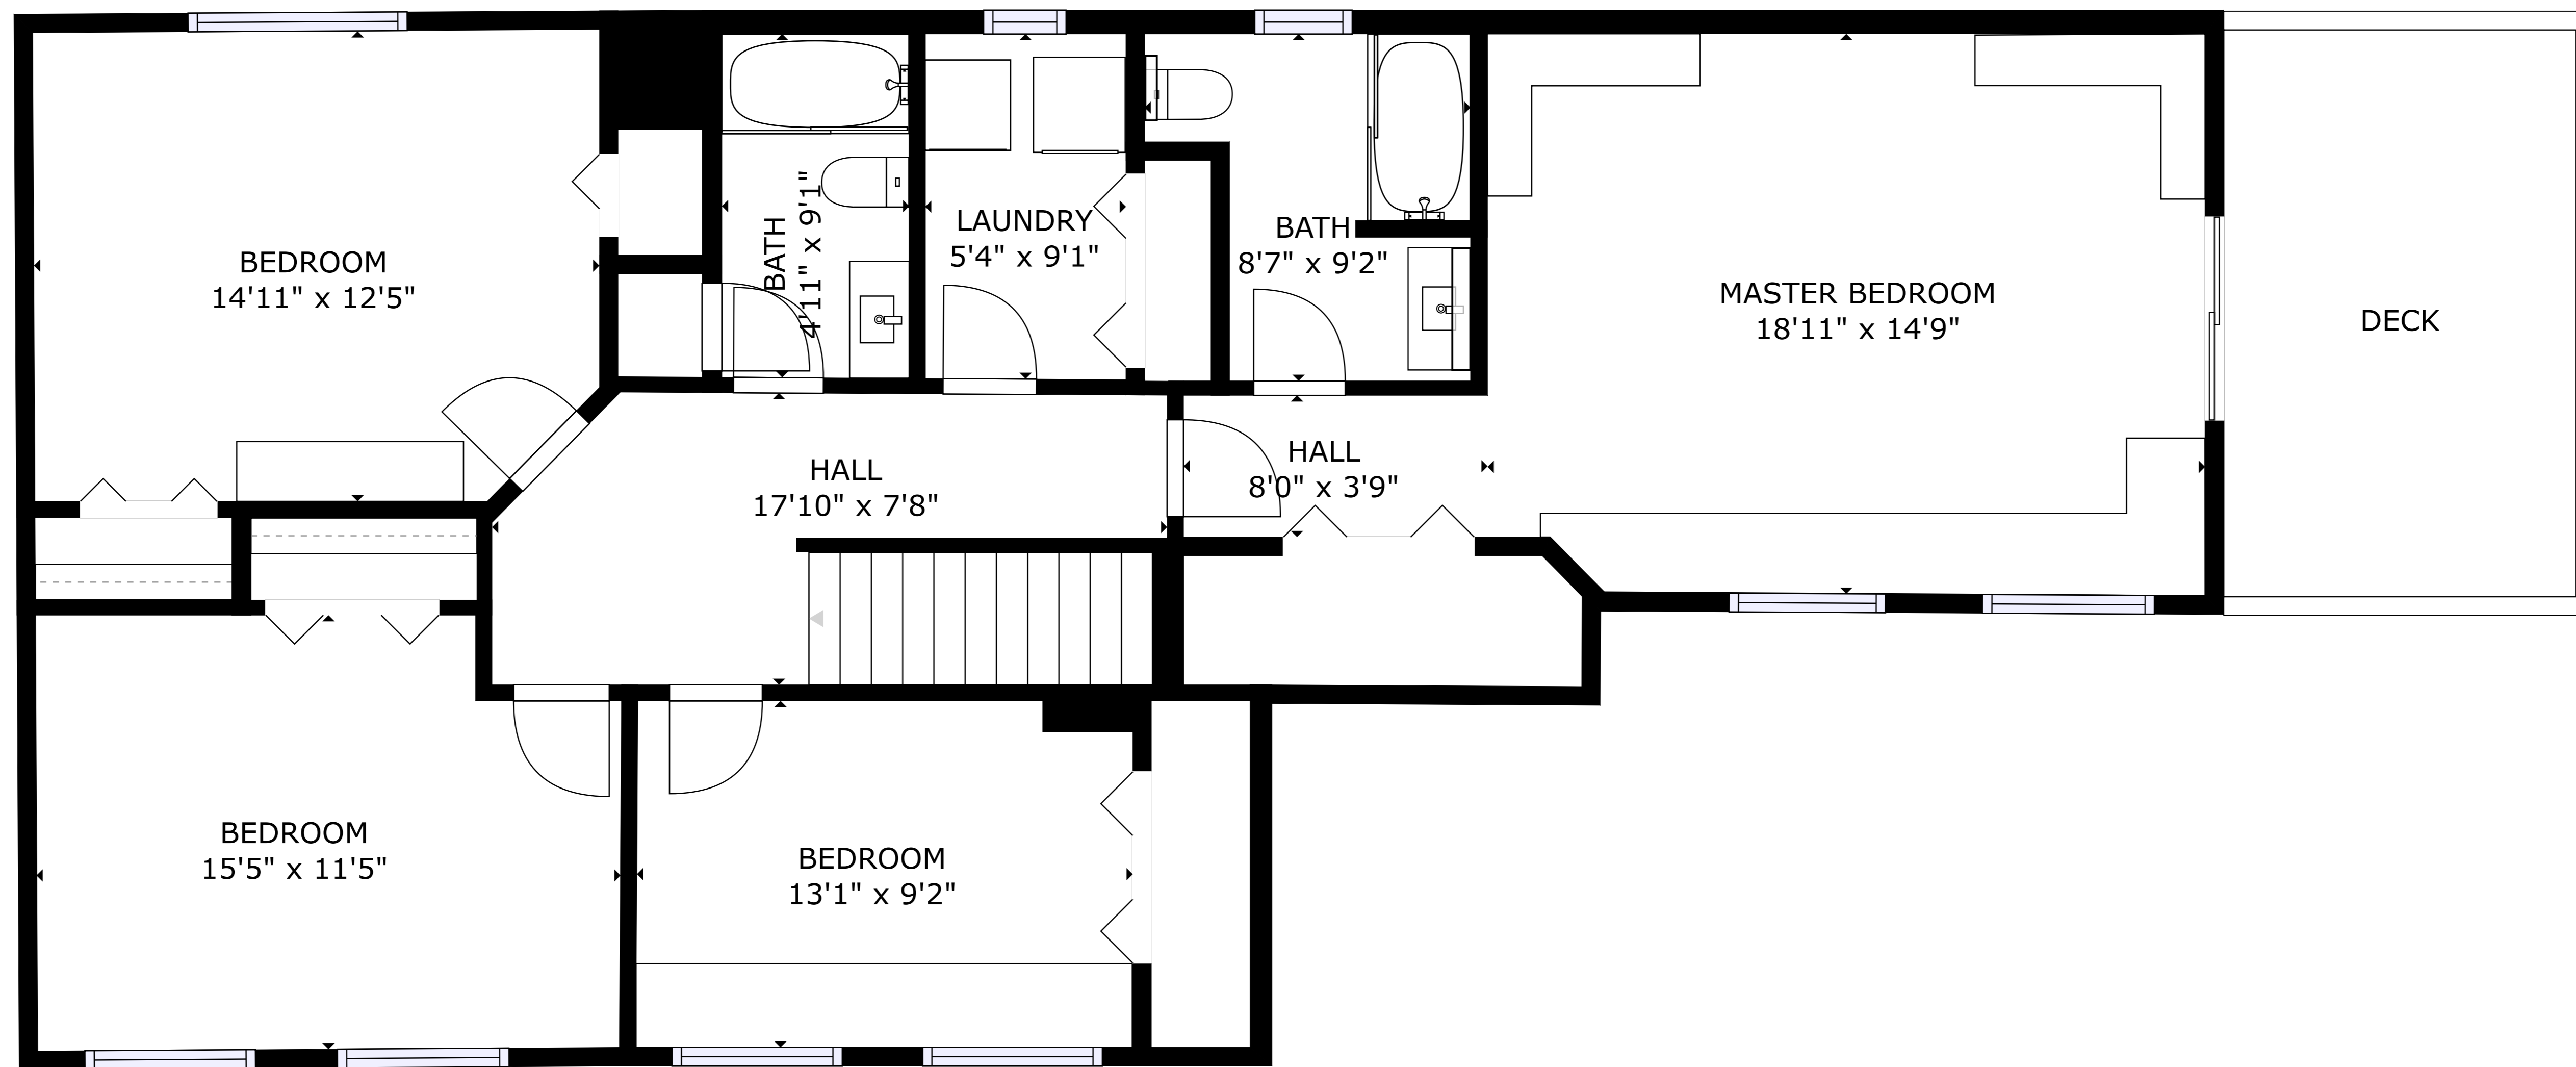 BEDROOM
14'11" x 12'5"
BATH
4'11" x 9'1"
LAUNDRY
5'4" x 9'1"
BATH
8'7" x 9'2"
MASTER BEDROOM
18'11" x 14'9"
DECK
HALL
17'10" x 7'8"
HALL
8'0" x 3'9"
BEDROOM
15'5" x 11'5"
BEDROOM
13'1" x 9'2"